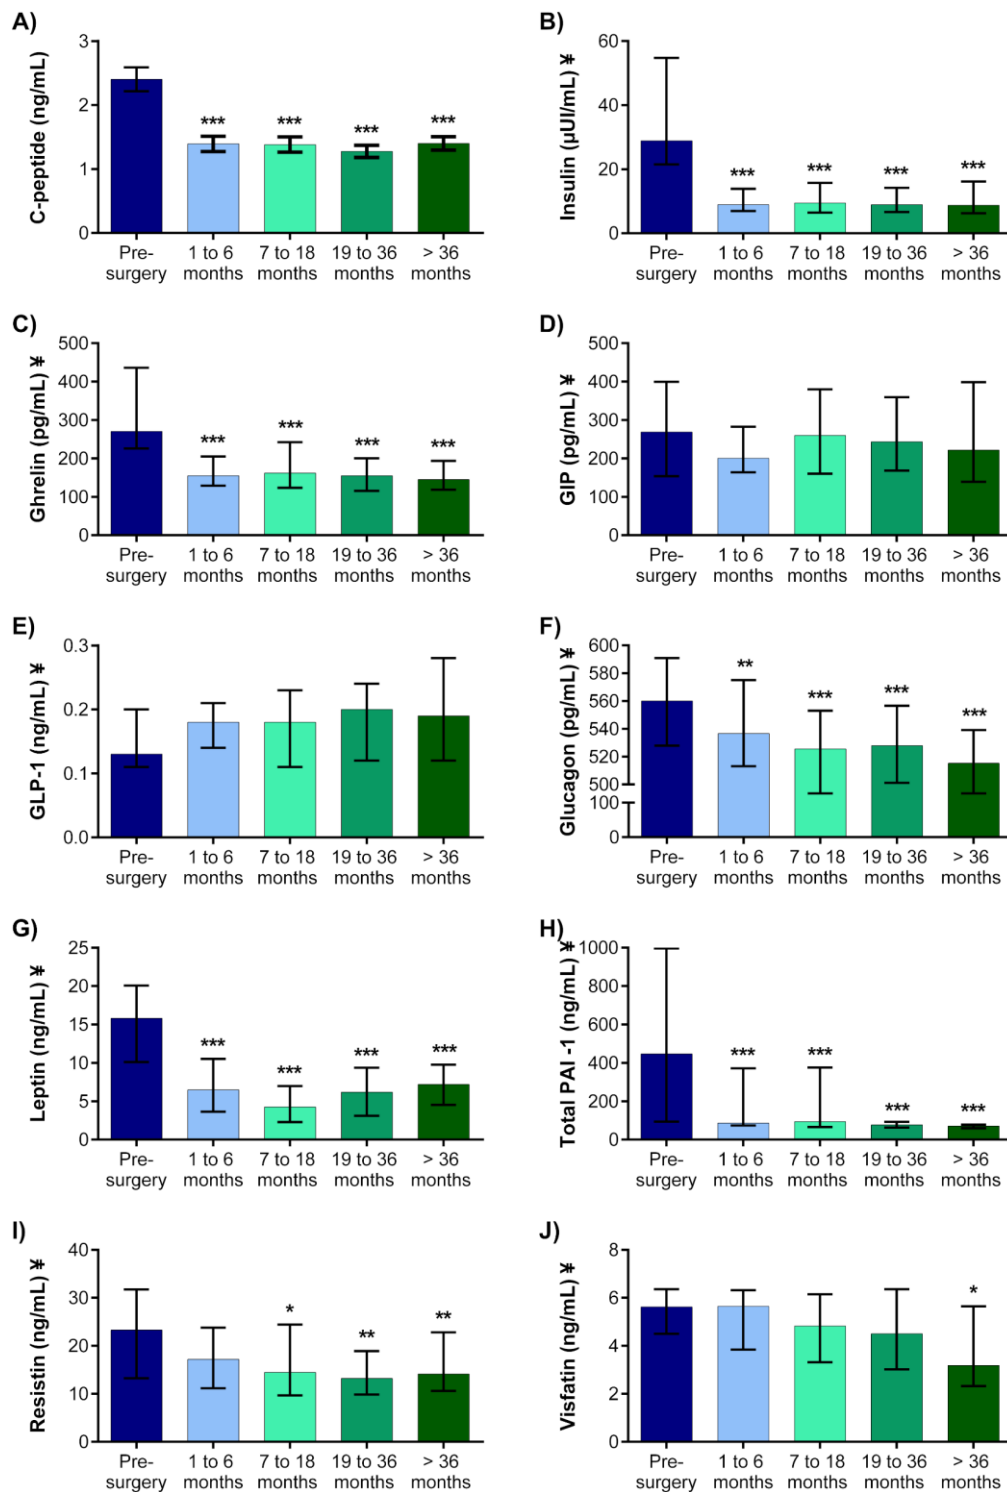 A)
C-peptide (ng/mL)
3
2
1
0
*** *** *** ***
Pre-surgery 1 to 6 months 7 to 18 months 19 to 36 months > 36 months
B)
Insulin (µUI/mL) ¥
60
40
20
0
*** *** *** ***
Pre-surgery 1 to 6 months 7 to 18 months 19 to 36 months > 36 months
C)
Ghrelin (pg/mL) ¥
500
400
300
200
100
0
*** *** *** ***
Pre-surgery 1 to 6 months 7 to 18 months 19 to 36 months > 36 months
D)
GIP (pg/mL) ¥
500
400
300
200
100
0
Pre-surgery 1 to 6 months 7 to 18 months 19 to 36 months > 36 months
E)
GLP-1 (ng/mL) ¥
0.3
0.2
0.1
0.0
Pre-surgery 1 to 6 months 7 to 18 months 19 to 36 months > 36 months
F)
Glucagon (pg/mL) ¥
600
580
560
540
520
500
100
0
** *** *** ***
Pre-surgery 1 to 6 months 7 to 18 months 19 to 36 months > 36 months
G)
Leptin (ng/mL) ¥
25
20
15
10
5
0
*** *** *** ***
Pre-surgery 1 to 6 months 7 to 18 months 19 to 36 months > 36 months
H)
Total PAI -1 (ng/mL) ¥
1000
800
600
400
200
0
*** *** *** ***
Pre-surgery 1 to 6 months 7 to 18 months 19 to 36 months > 36 months
I)
Resistin (ng/mL) ¥
40
30
20
10
0
* ** **
Pre-surgery 1 to 6 months 7 to 18 months 19 to 36 months > 36 months
J)
Visfatin (ng/mL) ¥
8
6
4
2
0
*
Pre-surgery 1 to 6 months 7 to 18 months 19 to 36 months > 36 months